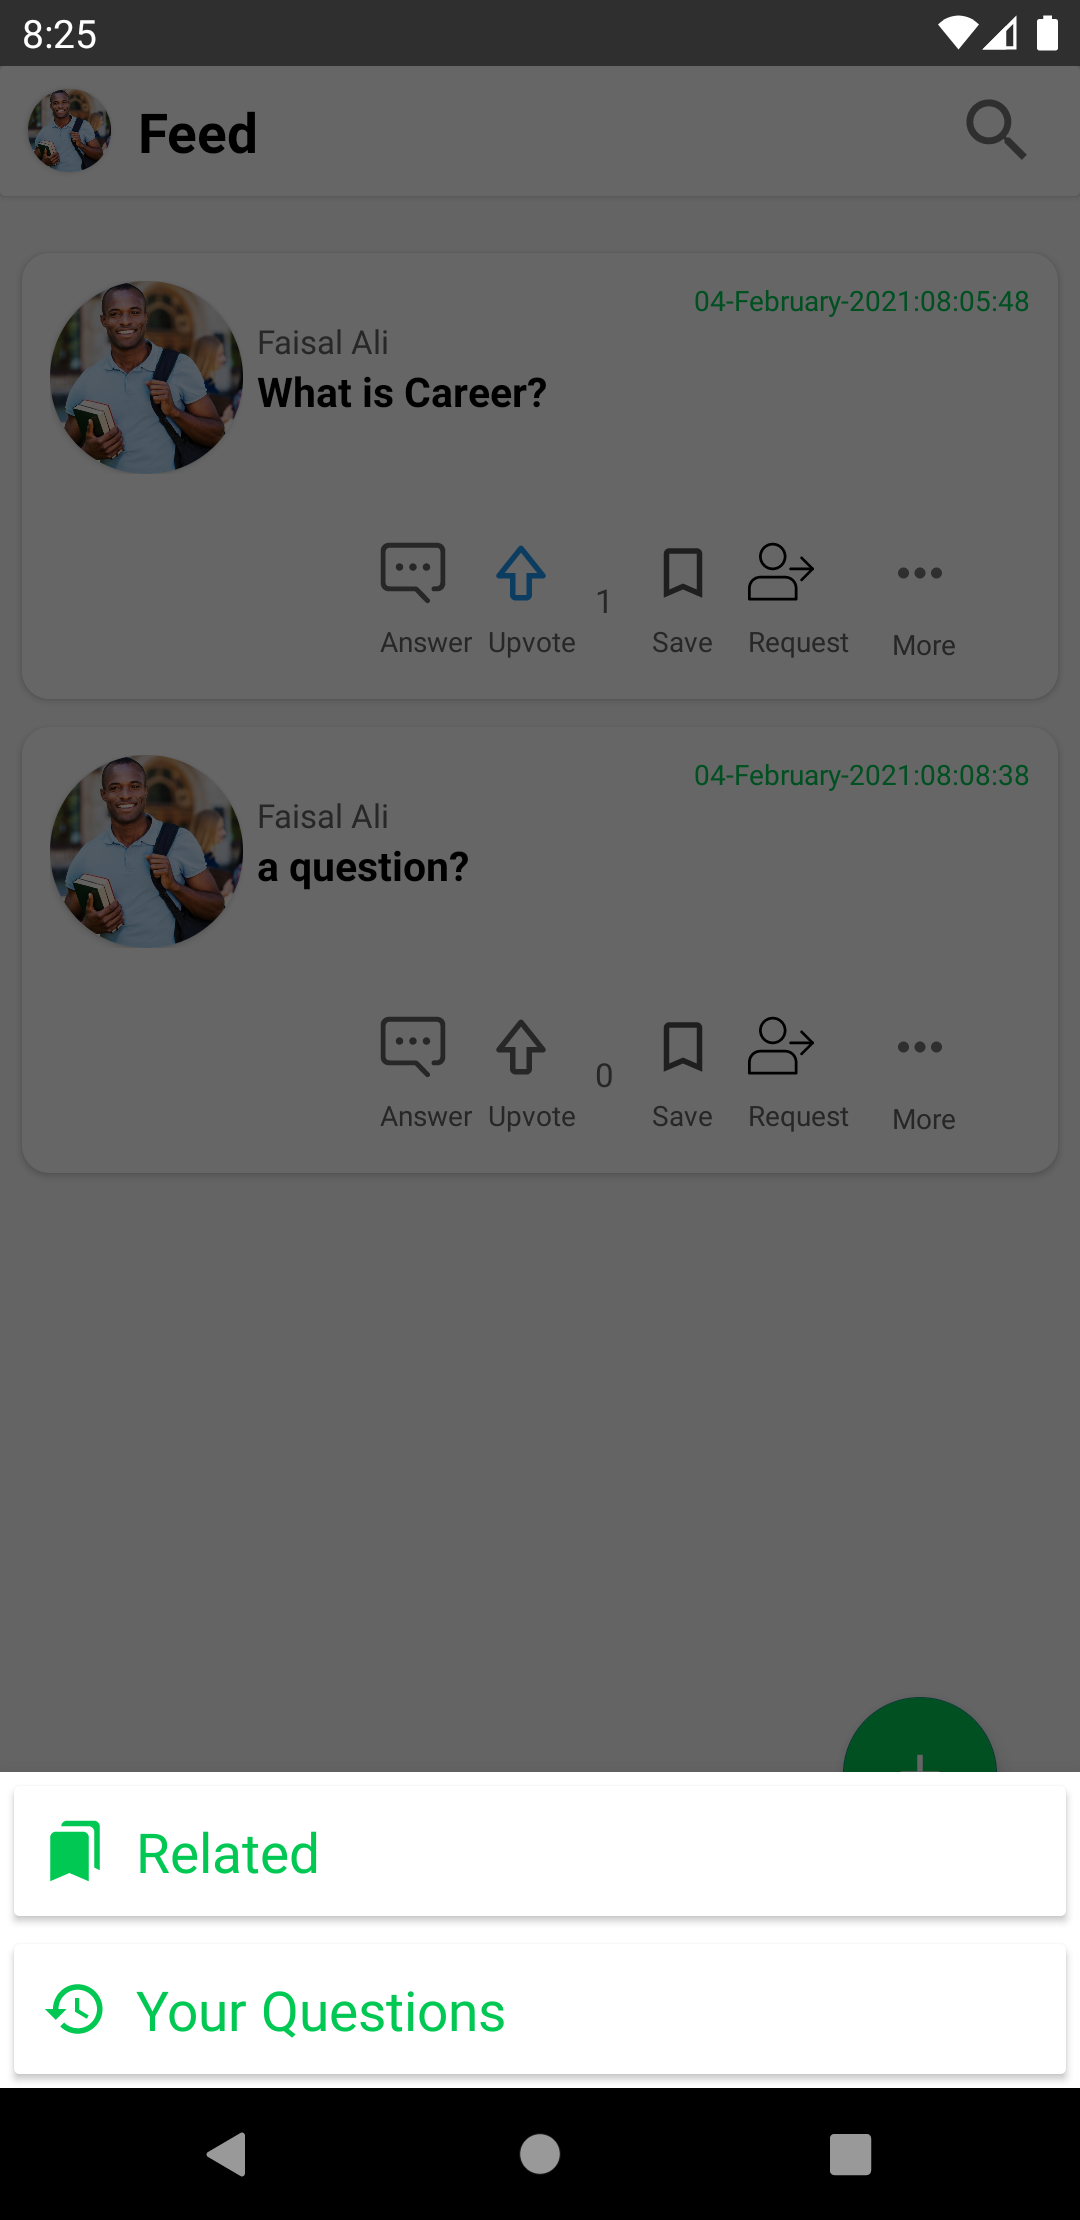 8:25
Feed
04-February-2021:08:05:48
Faisal Ali
What is Career?
1
Answer Upvote Save Request More
04-February-2021:08:08:38
Faisal Ali
a question?
0
Answer Upvote Save Request More
Related
Your Questions